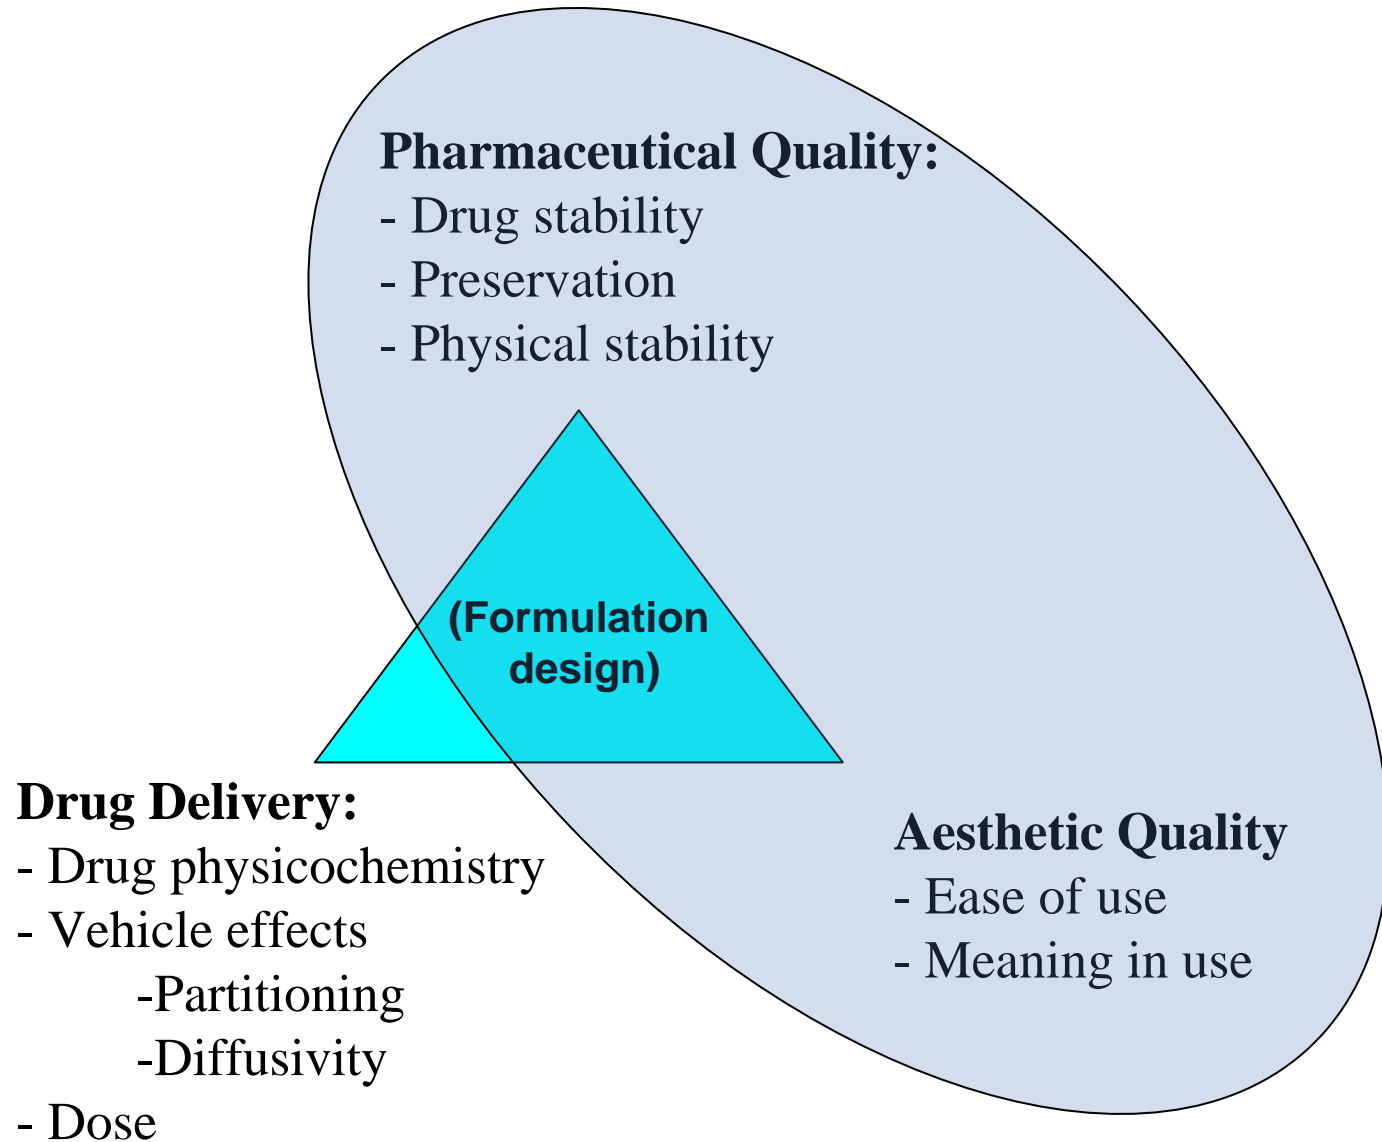 Pharmaceutical Quality:
- Drug stability
- Preservation
- Physical stability
(Formulation
design)
Drug Delivery:
- Drug physicochemistry
- Vehicle effects
-Partitioning
-Diffusivity
- Dose
Aesthetic Quality
- Ease of use
- Meaning in use